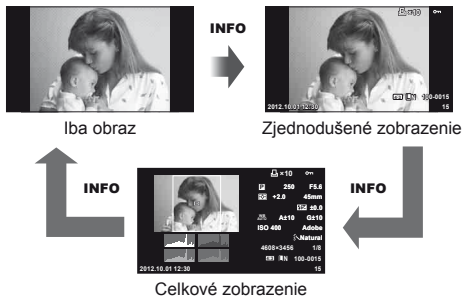 INFO
×10
2012.10.01 12:30
N 100-0015
15
Iba obraz
Zjednodušené zobrazenie
INFO
INFO
×10
P 250 F5.6
+2.0 45mm
±0.0
A±10 G±10
ISO 400 Adobe
Natural
4608×3456 1/8
N 100-0015
2012.10.01 12:30
15
Celkové zobrazenie